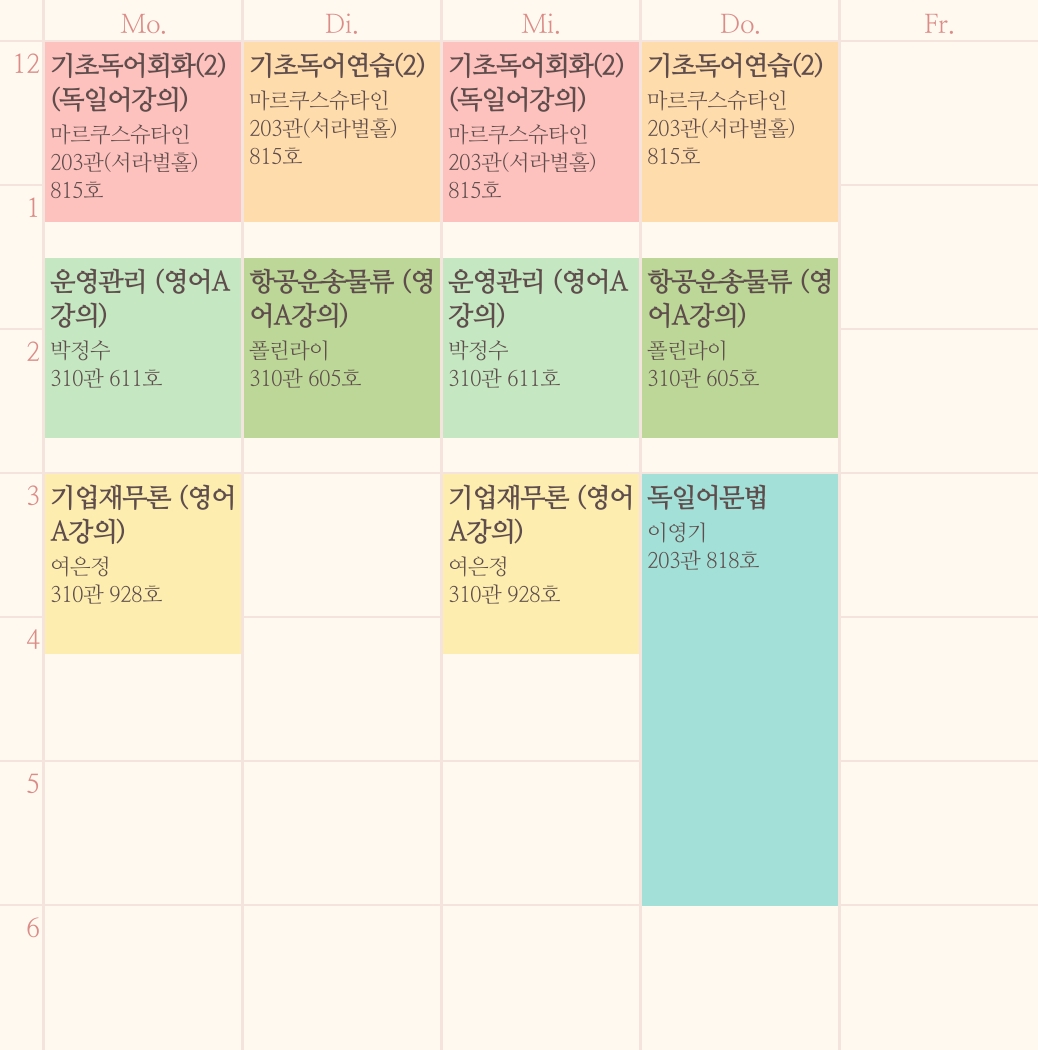 Mo.
Di.
Mi.
Do.
Fr.
12
기초독어회화(2)
(독일어강의)
마르쿠스슈타인
203관(서라벌홀)
815호
기초독어연습(2)
마르쿠스슈타인
203관(서라벌홀)
815호
기초독어회화(2)
(독일어강의)
마르쿠스슈타인
203관(서라벌홀)
815호
기초독어연습(2)
마르쿠스슈타인
203관(서라벌홀)
815호
1
운영관리 (영어A
강의)
박정수
310관 611호
항공운송물류 (영
어A강의)
폴린라이
310관 605호
운영관리 (영어A
강의)
박정수
310관 611호
항공운송물류 (영
어A강의)
폴린라이
310관 605호
2
3
기업재무론 (영어
A강의)
여은정
310관 928호
기업재무론 (영어
A강의)
여은정
310관 928호
독일어문법
이영기
203관 818호
4
5
6